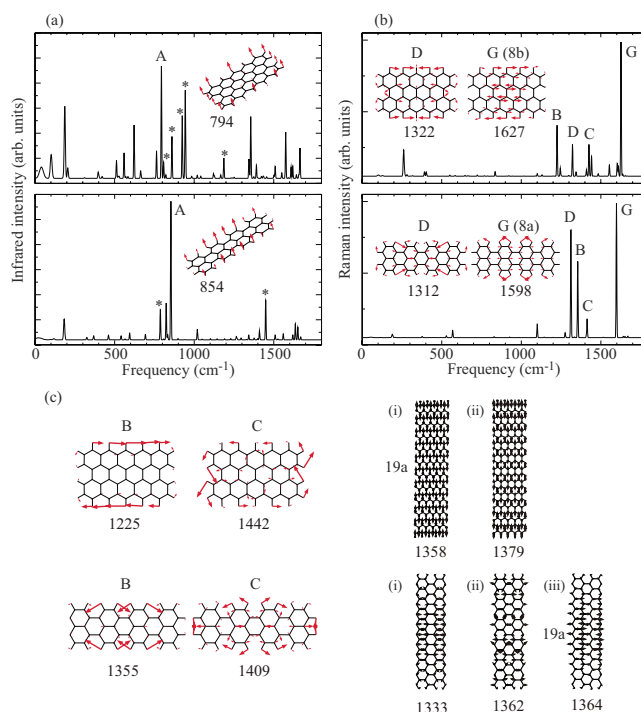 (a)
Infrared intensity (arb. units)
A
*
*
*
*
*
*
794
A
*
*
854
0 500 1000 1500
Frequency (cm-1)
(b)
Raman intensity (arb. units)
D G (8b)
1322 1627
B
D
C
G
D G (8a)
1312 1598
D
B
C
G
0 500 1000 1500
Frequency (cm-1)
(c)
B C
1225 1442
B C
1355 1409
(i) (ii)
19a
1358 1379
(i) (ii) (iii)
19a
1333 1362 1364